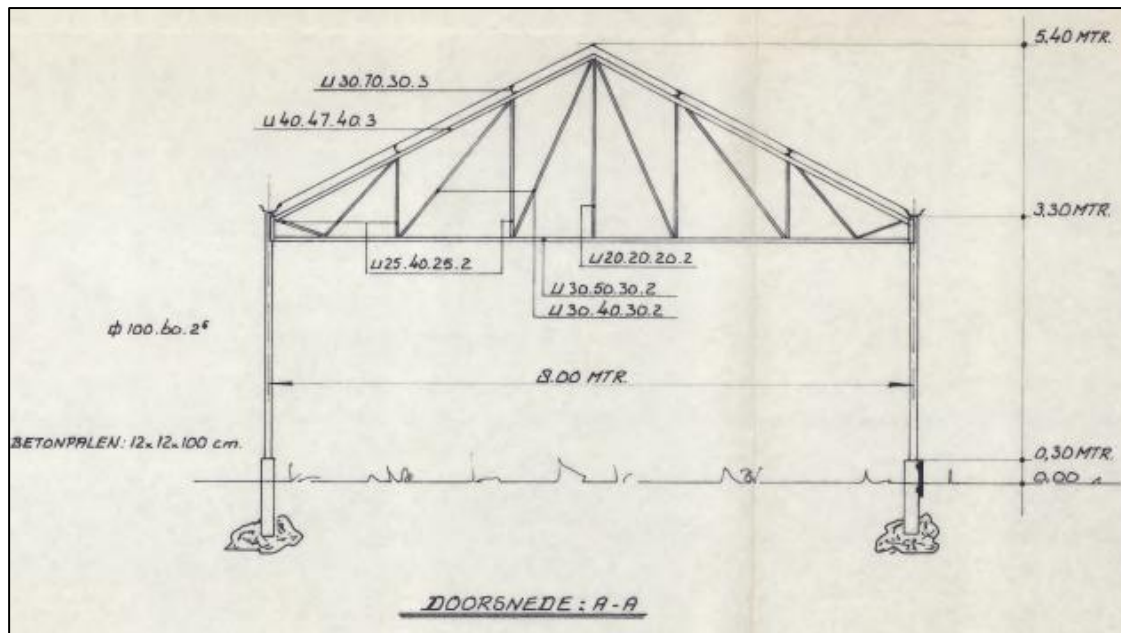 5.40 MTR.
⊔ 30.70.30.3
⊔ 40.47.40.3
3,30 MTR.
⊔ 25.40.25.2
⊔ 20.20.20.2
⊔ 30.50.30.2
⊔ 30.40.30.2
ϕ 100.60.2⁵
8.00 MTR.
BETONPALEN: 12x12x100 cm.
0,30 MTR.
0.00
DOORSNEDE: A-A